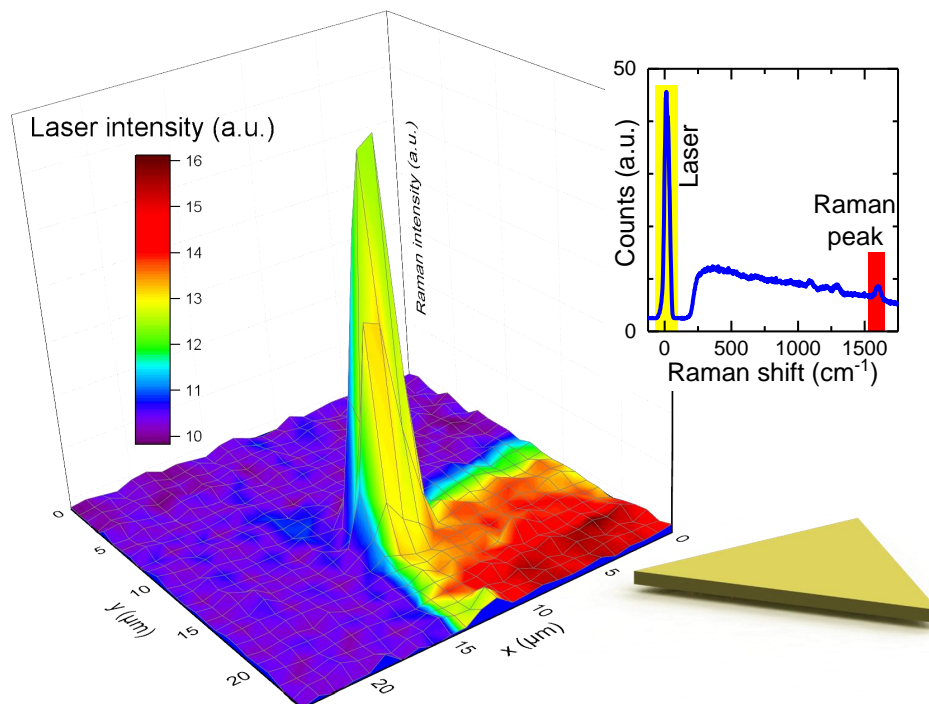 Laser intensity (a.u.)
16
15
14
13
12
11
10
Raman intensity (a.u.)
0
5
10
15
20
y (µm)
20
15
10
5
0
x (µm)
50
0
Counts (a.u.)
Laser
Raman
peak
0 500 1000 1500
Raman shift (cm⁻¹)